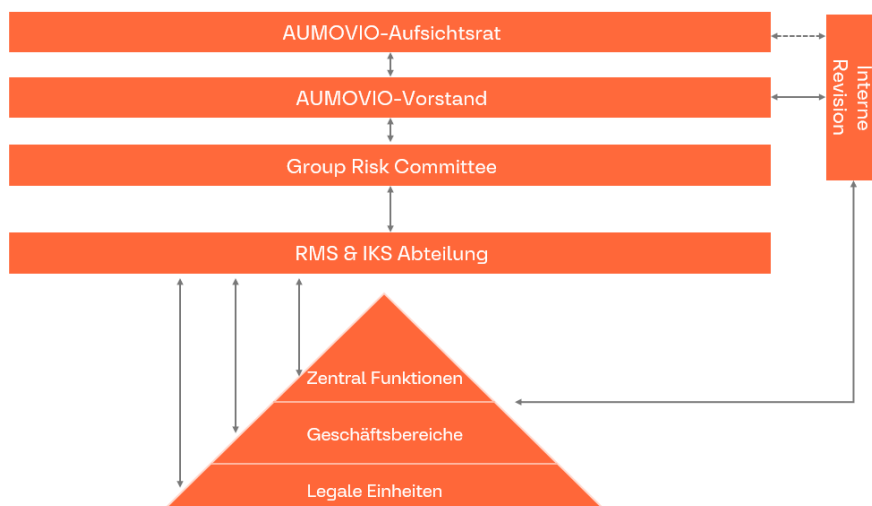 AUMOVIO-Aufsichtsrat
AUMOVIO-Vorstand
Interne
Revision
Group Risk Committee
RMS & IKS Abteilung
Zentral Funktionen
Geschäftsbereiche
Legale Einheiten